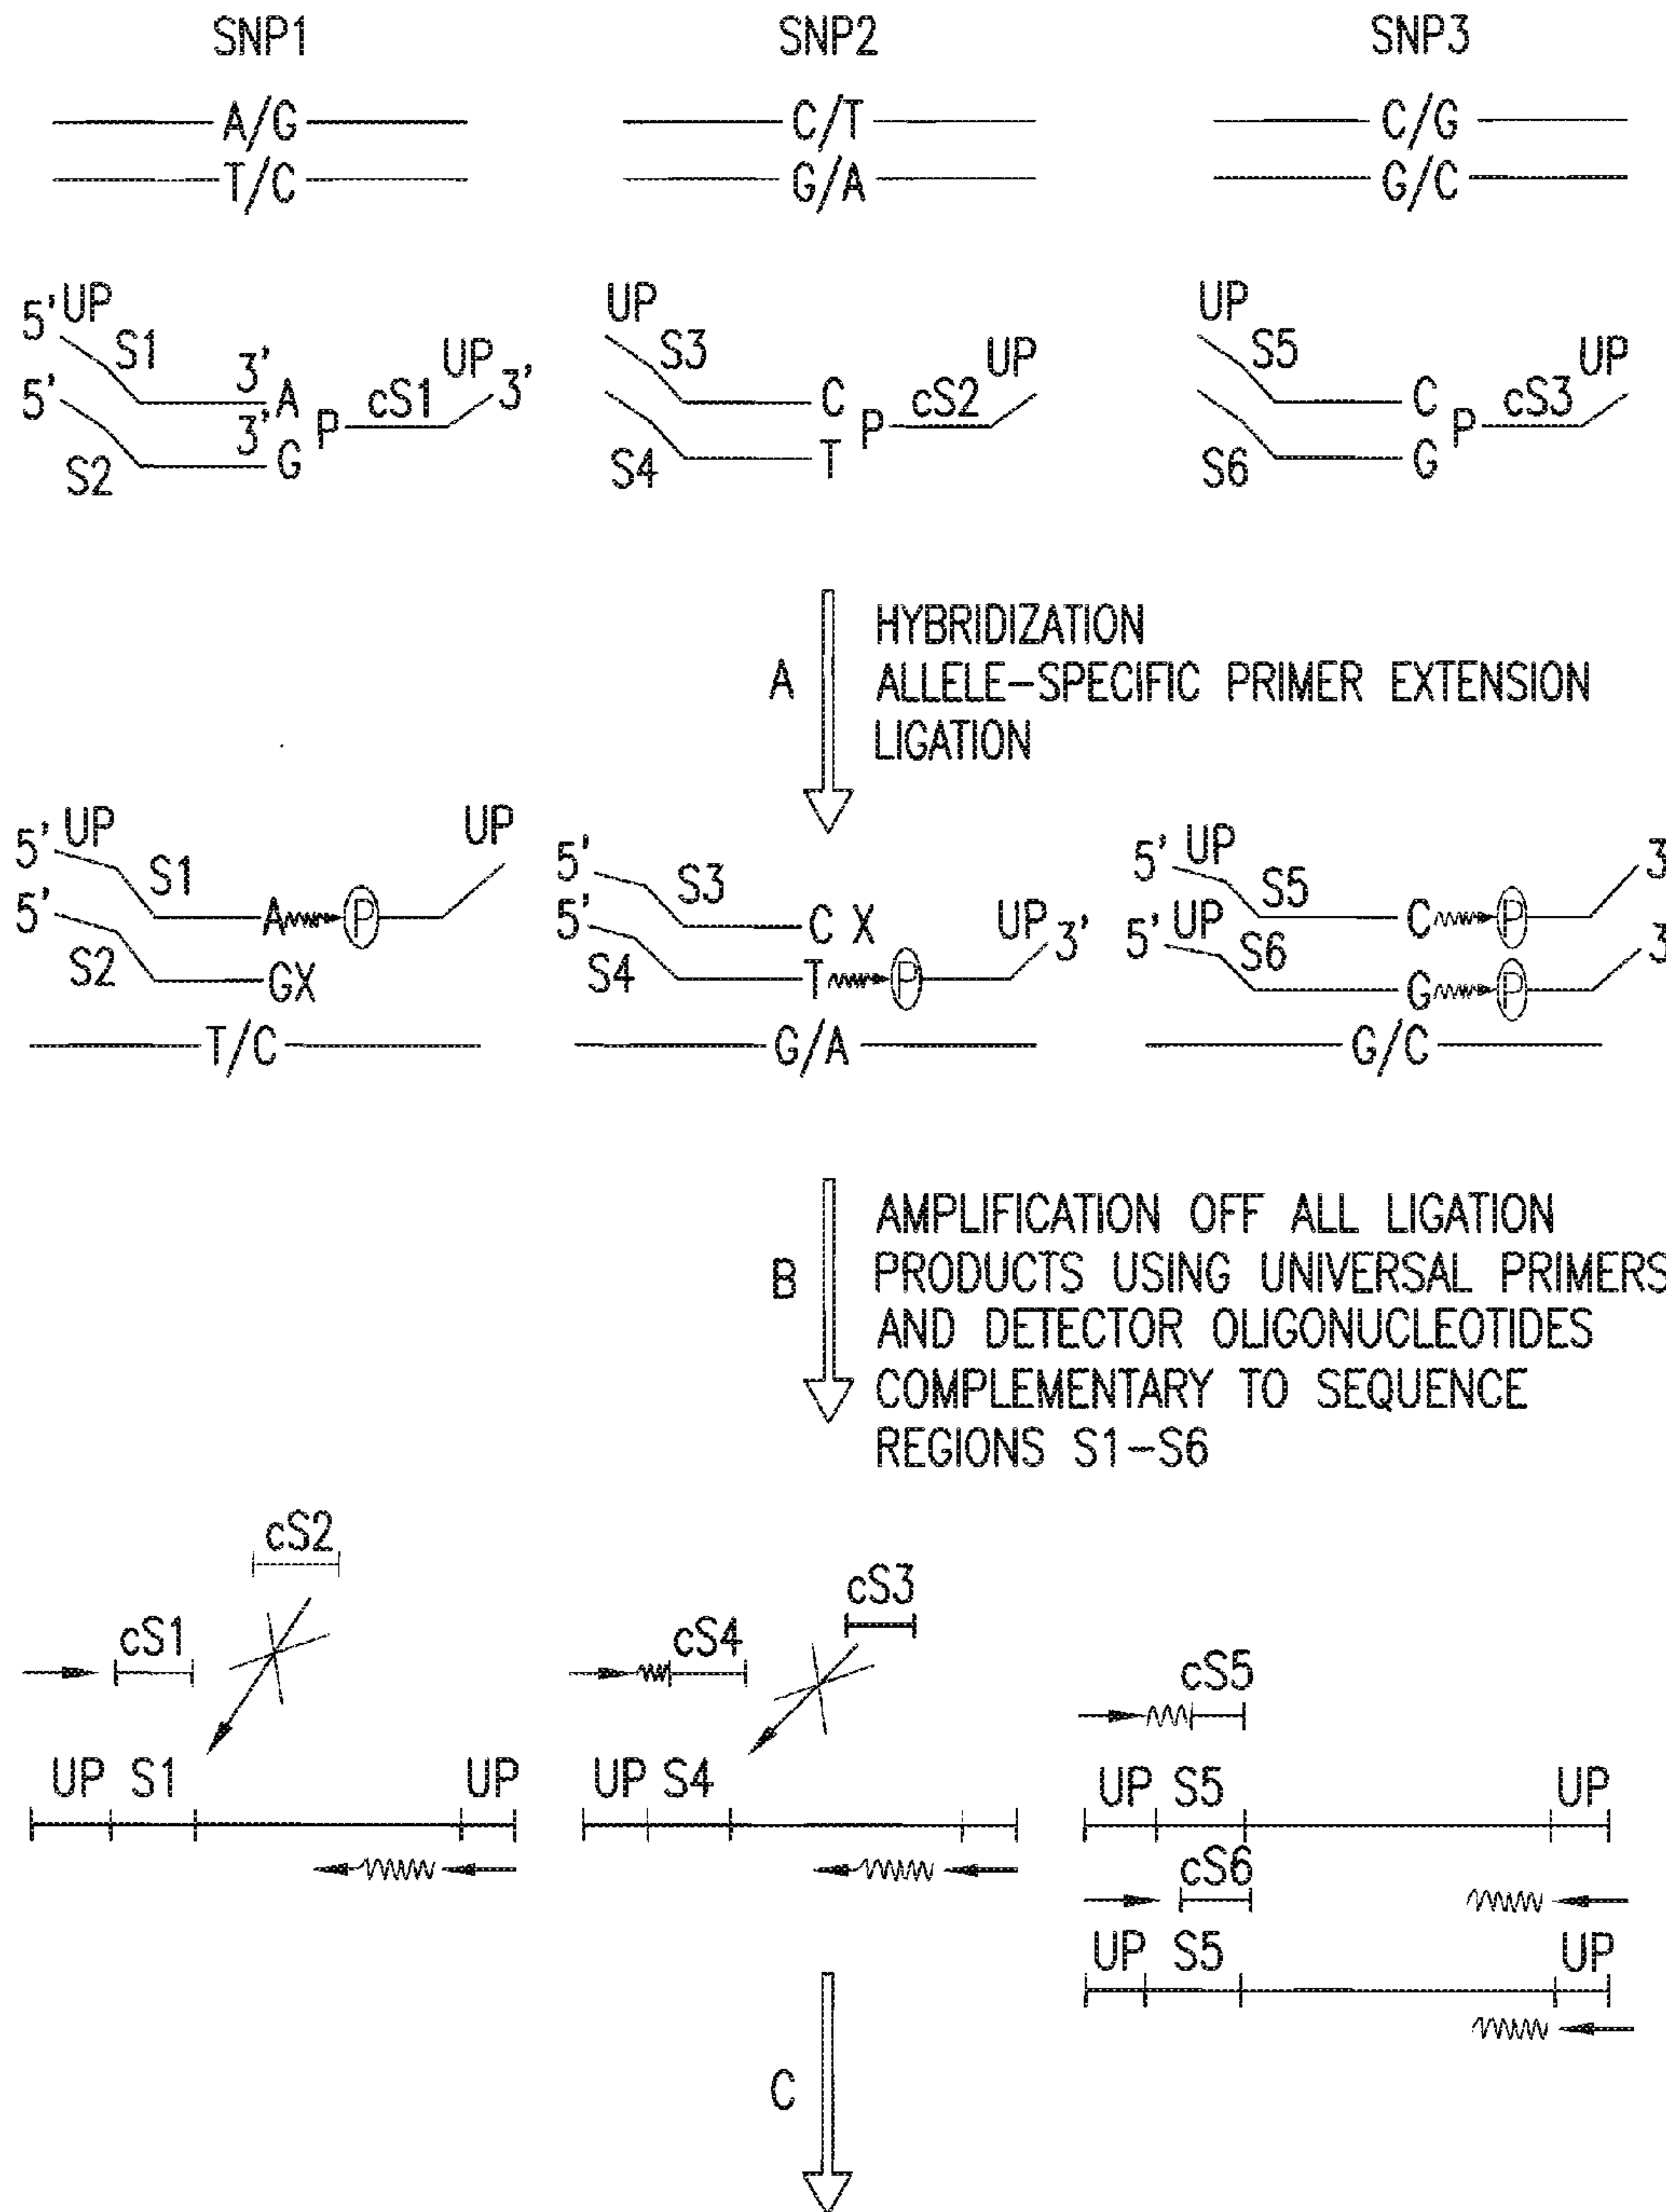 SNP1 SNP2 SNP3
A/G C/T C/G
T/C G/A G/C
5' UP S1 3' A UP 3'
5' S2 3' G P cS1
UP S3 C UP
S4 T P cS2
UP S5 C UP
S6 G P cS3
A
HYBRIDIZATION
ALLELE-SPECIFIC PRIMER EXTENSION
LIGATION
5' UP S1 A P UP
5' S2 GX
T/C
5' S3 C X
5' S4 T P UP 3'
G/A
5' UP S5 C P 3
5' UP S6 G P 3
G/C
B
AMPLIFICATION OFF ALL LIGATION
PRODUCTS USING UNIVERSAL PRIMERS
AND DETECTOR OLIGONUCLEOTIDES
COMPLEMENTARY TO SEQUENCE
REGIONS S1-S6
cS2
cS1
UP S1 UP
cS3
cS4
UP S4
cS5
UP S5 UP
cS6
UP S5 UP
C